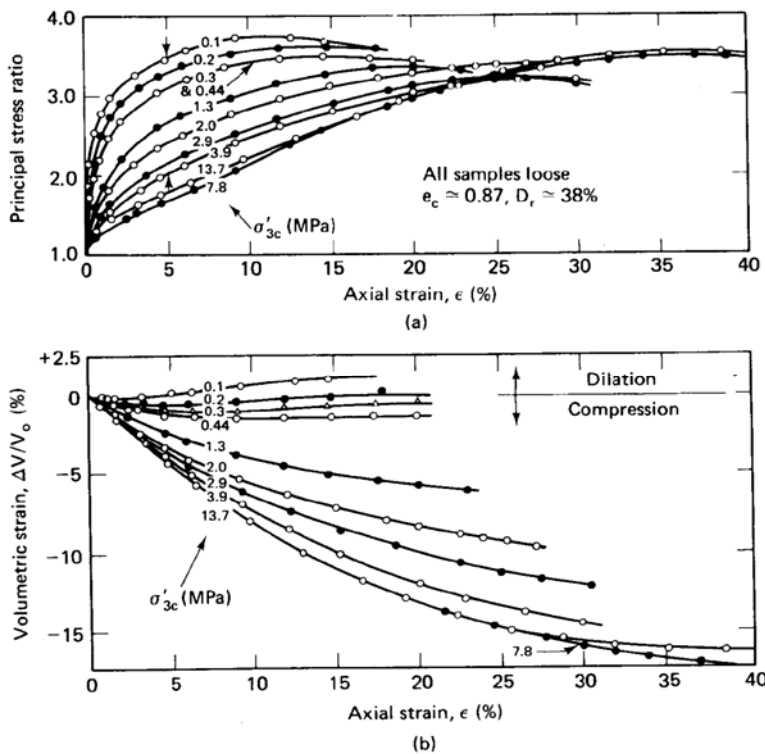 (a)
4.0
3.0
2.0
1.0
Principal stress ratio
0.1
0.2
0.3
& 0.44
1.3
2.0
2.9
3.9
13.7
7.8
σ′3c (MPa)
All samples loose
e_c ≃ 0.87, D_r ≃ 38%
0 5 10 15 20 25 30 35 40
Axial strain, ϵ (%)
(a)
(b)
+2.5
0
−5
−10
−15
Volumetric strain, ΔV/V_o (%)
0.1
0.2
0.3
0.44
1.3
2.0
2.9
3.9
13.7
σ′3c (MPa)
Dilation
Compression
7.8
0 5 10 15 20 25 30 35 40
Axial strain, ϵ (%)
(b)